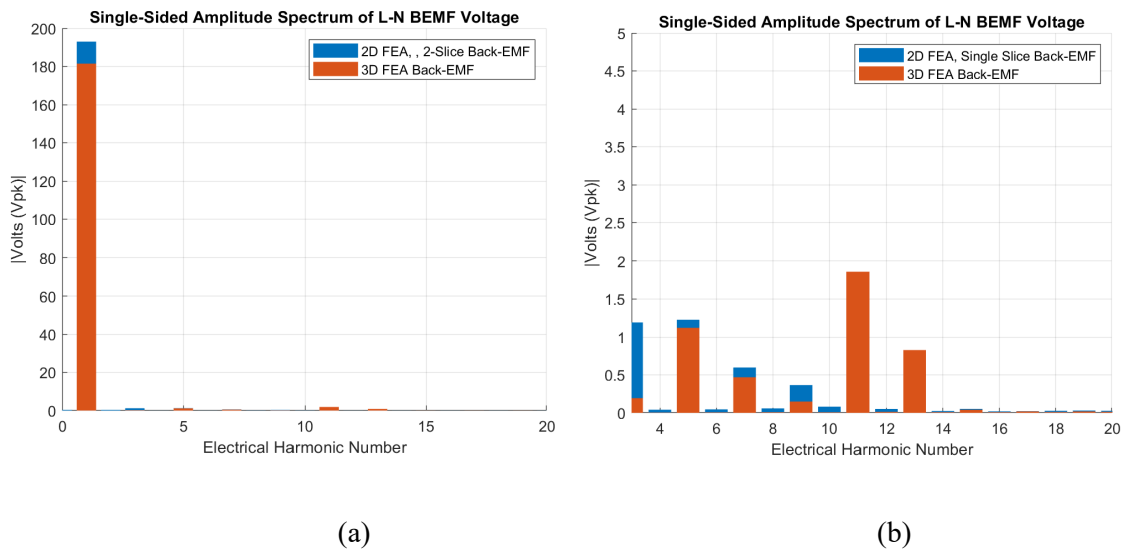 Single-Sided Amplitude Spectrum of L-N BEMF Voltage
2D FEA, , 2-Slice Back-EMF
3D FEA Back-EMF
|Volts (Vpk)|
200
180
160
140
120
100
80
60
40
20
0
0 5 10 15 20
Electrical Harmonic Number
(a)
Single-Sided Amplitude Spectrum of L-N BEMF Voltage
2D FEA, Single Slice Back-EMF
3D FEA Back-EMF
|Volts (Vpk)|
5
4.5
4
3.5
3
2.5
2
1.5
1
0.5
0
4 6 8 10 12 14 16 18 20
Electrical Harmonic Number
(b)